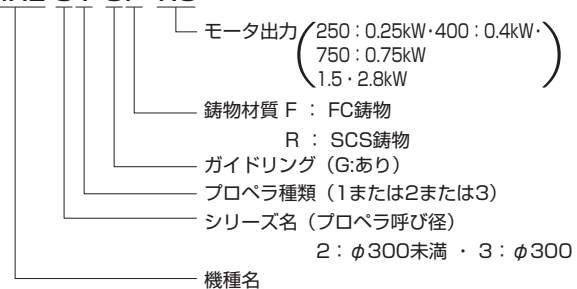 モータ出力(250：0.25kW・400：0.4kW・
750：0.75kW
1.5・2.8kW)
鋳物材質 F ： FC鋳物
R ： SCS鋳物
ガイドリング（G:あり）
プロペラ種類（1または2または3）
シリーズ名（プロペラ呼び径）
2：φ300未満 ・ 3：φ300
機種名